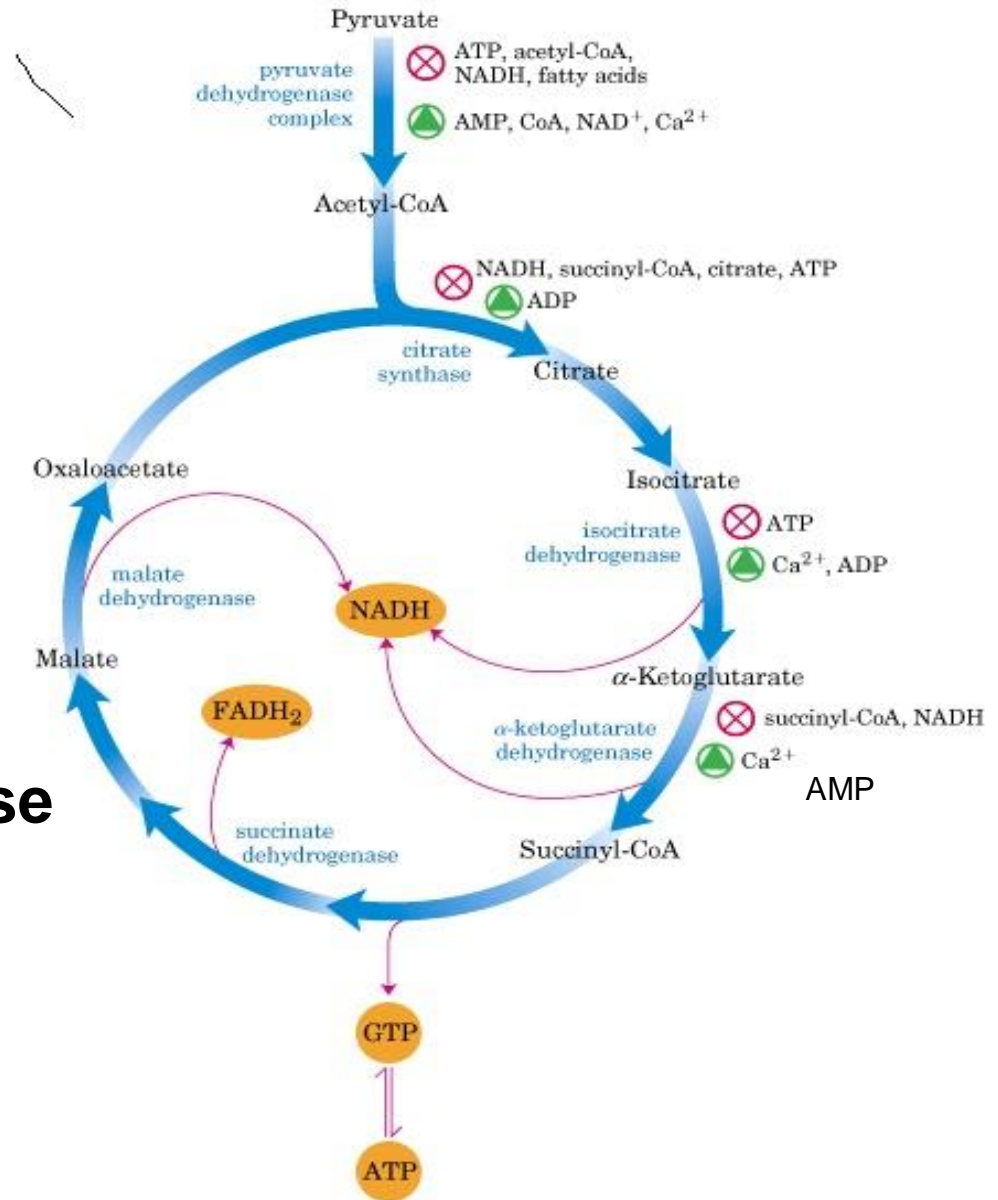 Pyruvate
ATP, acetyl-CoA,
NADH, fatty acids
pyruvate
dehydrogenase
complex
AMP, CoA, NAD⁺, Ca²⁺
Acetyl-CoA
NADH, succinyl-CoA, citrate, ATP
ADP
citrate
synthase
Citrate
Oxaloacetate
Isocitrate
isocitrate
dehydrogenase
ATP
Ca²⁺, ADP
malate
dehydrogenase
NADH
Malate
α-Ketoglutarate
FADH₂
succinyl-CoA, NADH
α-ketoglutarate
dehydrogenase
Ca²⁺
AMP
se
succinate
dehydrogenase
Succinyl-CoA
GTP
ATP